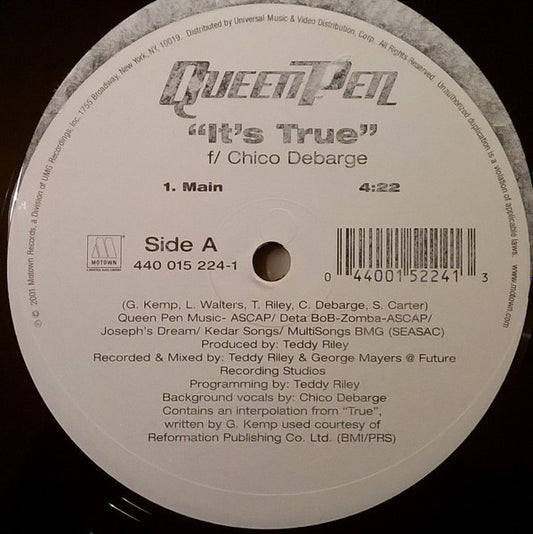 ℗ © 2001 Motown Records, a Division of UMG Recordings, Inc. 1755 Broadway, New York, NY, 10019. Distributed by Universal Music & Video Distribution, Corp. All Rights Reserved. Unauthorized duplication is a violation of applicable laws. www.motown.com
QUEEN PEN
"It's True"
f/ Chico Debarge
1. Main 4:22
M
MOTOWN
Side A
440 015 224-1
0 44001 52241 3
(G. Kemp, L. Walters, T. Riley, C. Debarge, S. Carter)
Queen Pen Music- ASCAP/ Deta BoB-Zomba-ASCAP/
Joseph's Dream/ Kedar Songs/ MultiSongs BMG (SEASAC)
Produced by: Teddy Riley
Recorded & Mixed by: Teddy Riley & George Mayers @ Future
Recording Studios
Programming by: Teddy Riley
Background vocals by: Chico Debarge
Contains an interpolation from "True",
written by G. Kemp used courtesy of
Reformation Publishing Co. Ltd. (BMI/PRS)